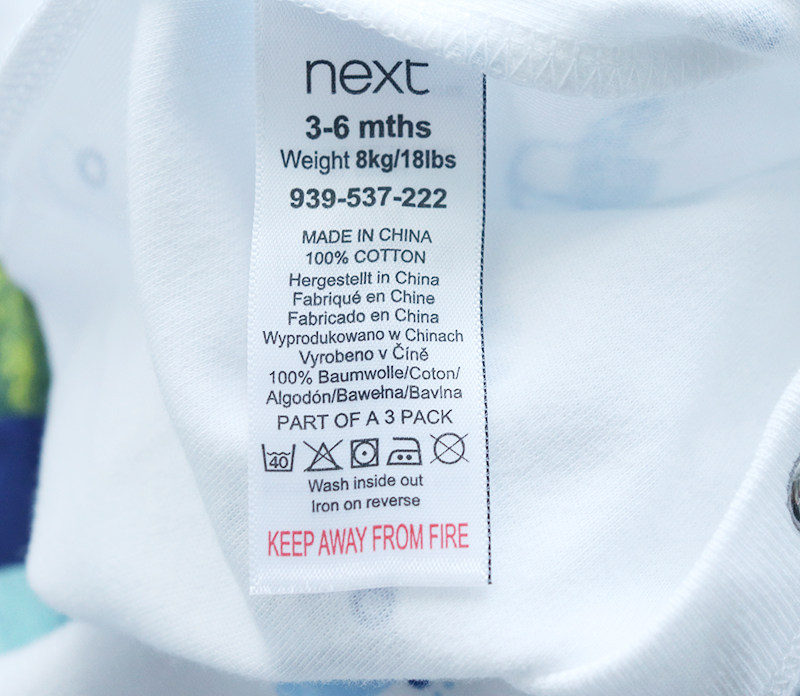 next
3-6 mths
Weight 8kg/18lbs
939-537-222
MADE IN CHINA
100% COTTON
Hergestellt in China
Fabriqué en Chine
Fabricado en China
Wyprodukowano w Chinach
Vyrobeno v Číně
100% Baumwolle/Coton/
Algodón/Bawełna/Bavlna
PART OF A 3 PACK
40
Wash inside out
Iron on reverse
KEEP AWAY FROM FIRE